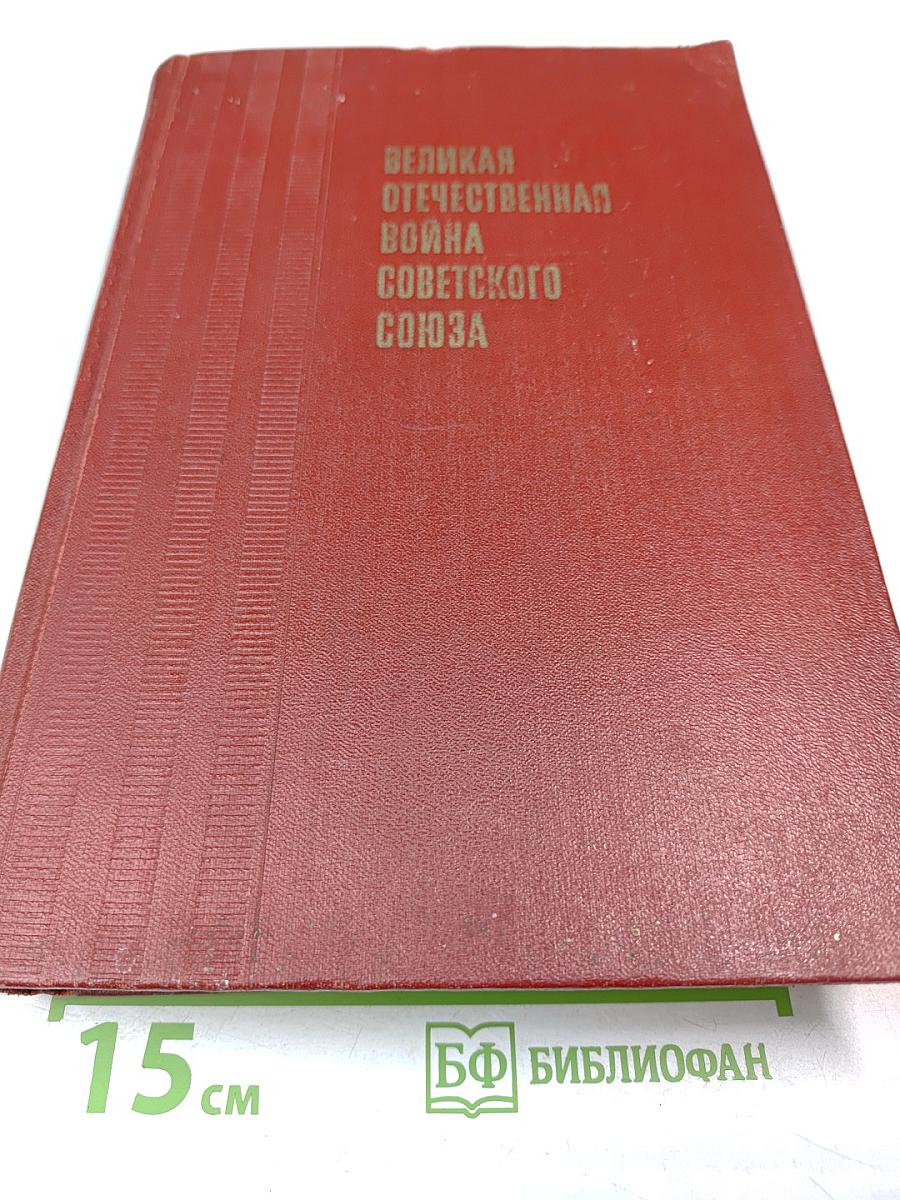 ВЕЛИКАЯ
ОТЕЧЕСТВЕННАЯ
ВОЙНА
СОВЕТСКОГО
СОЮЗА
15 см
БФ БИБЛИОФАН